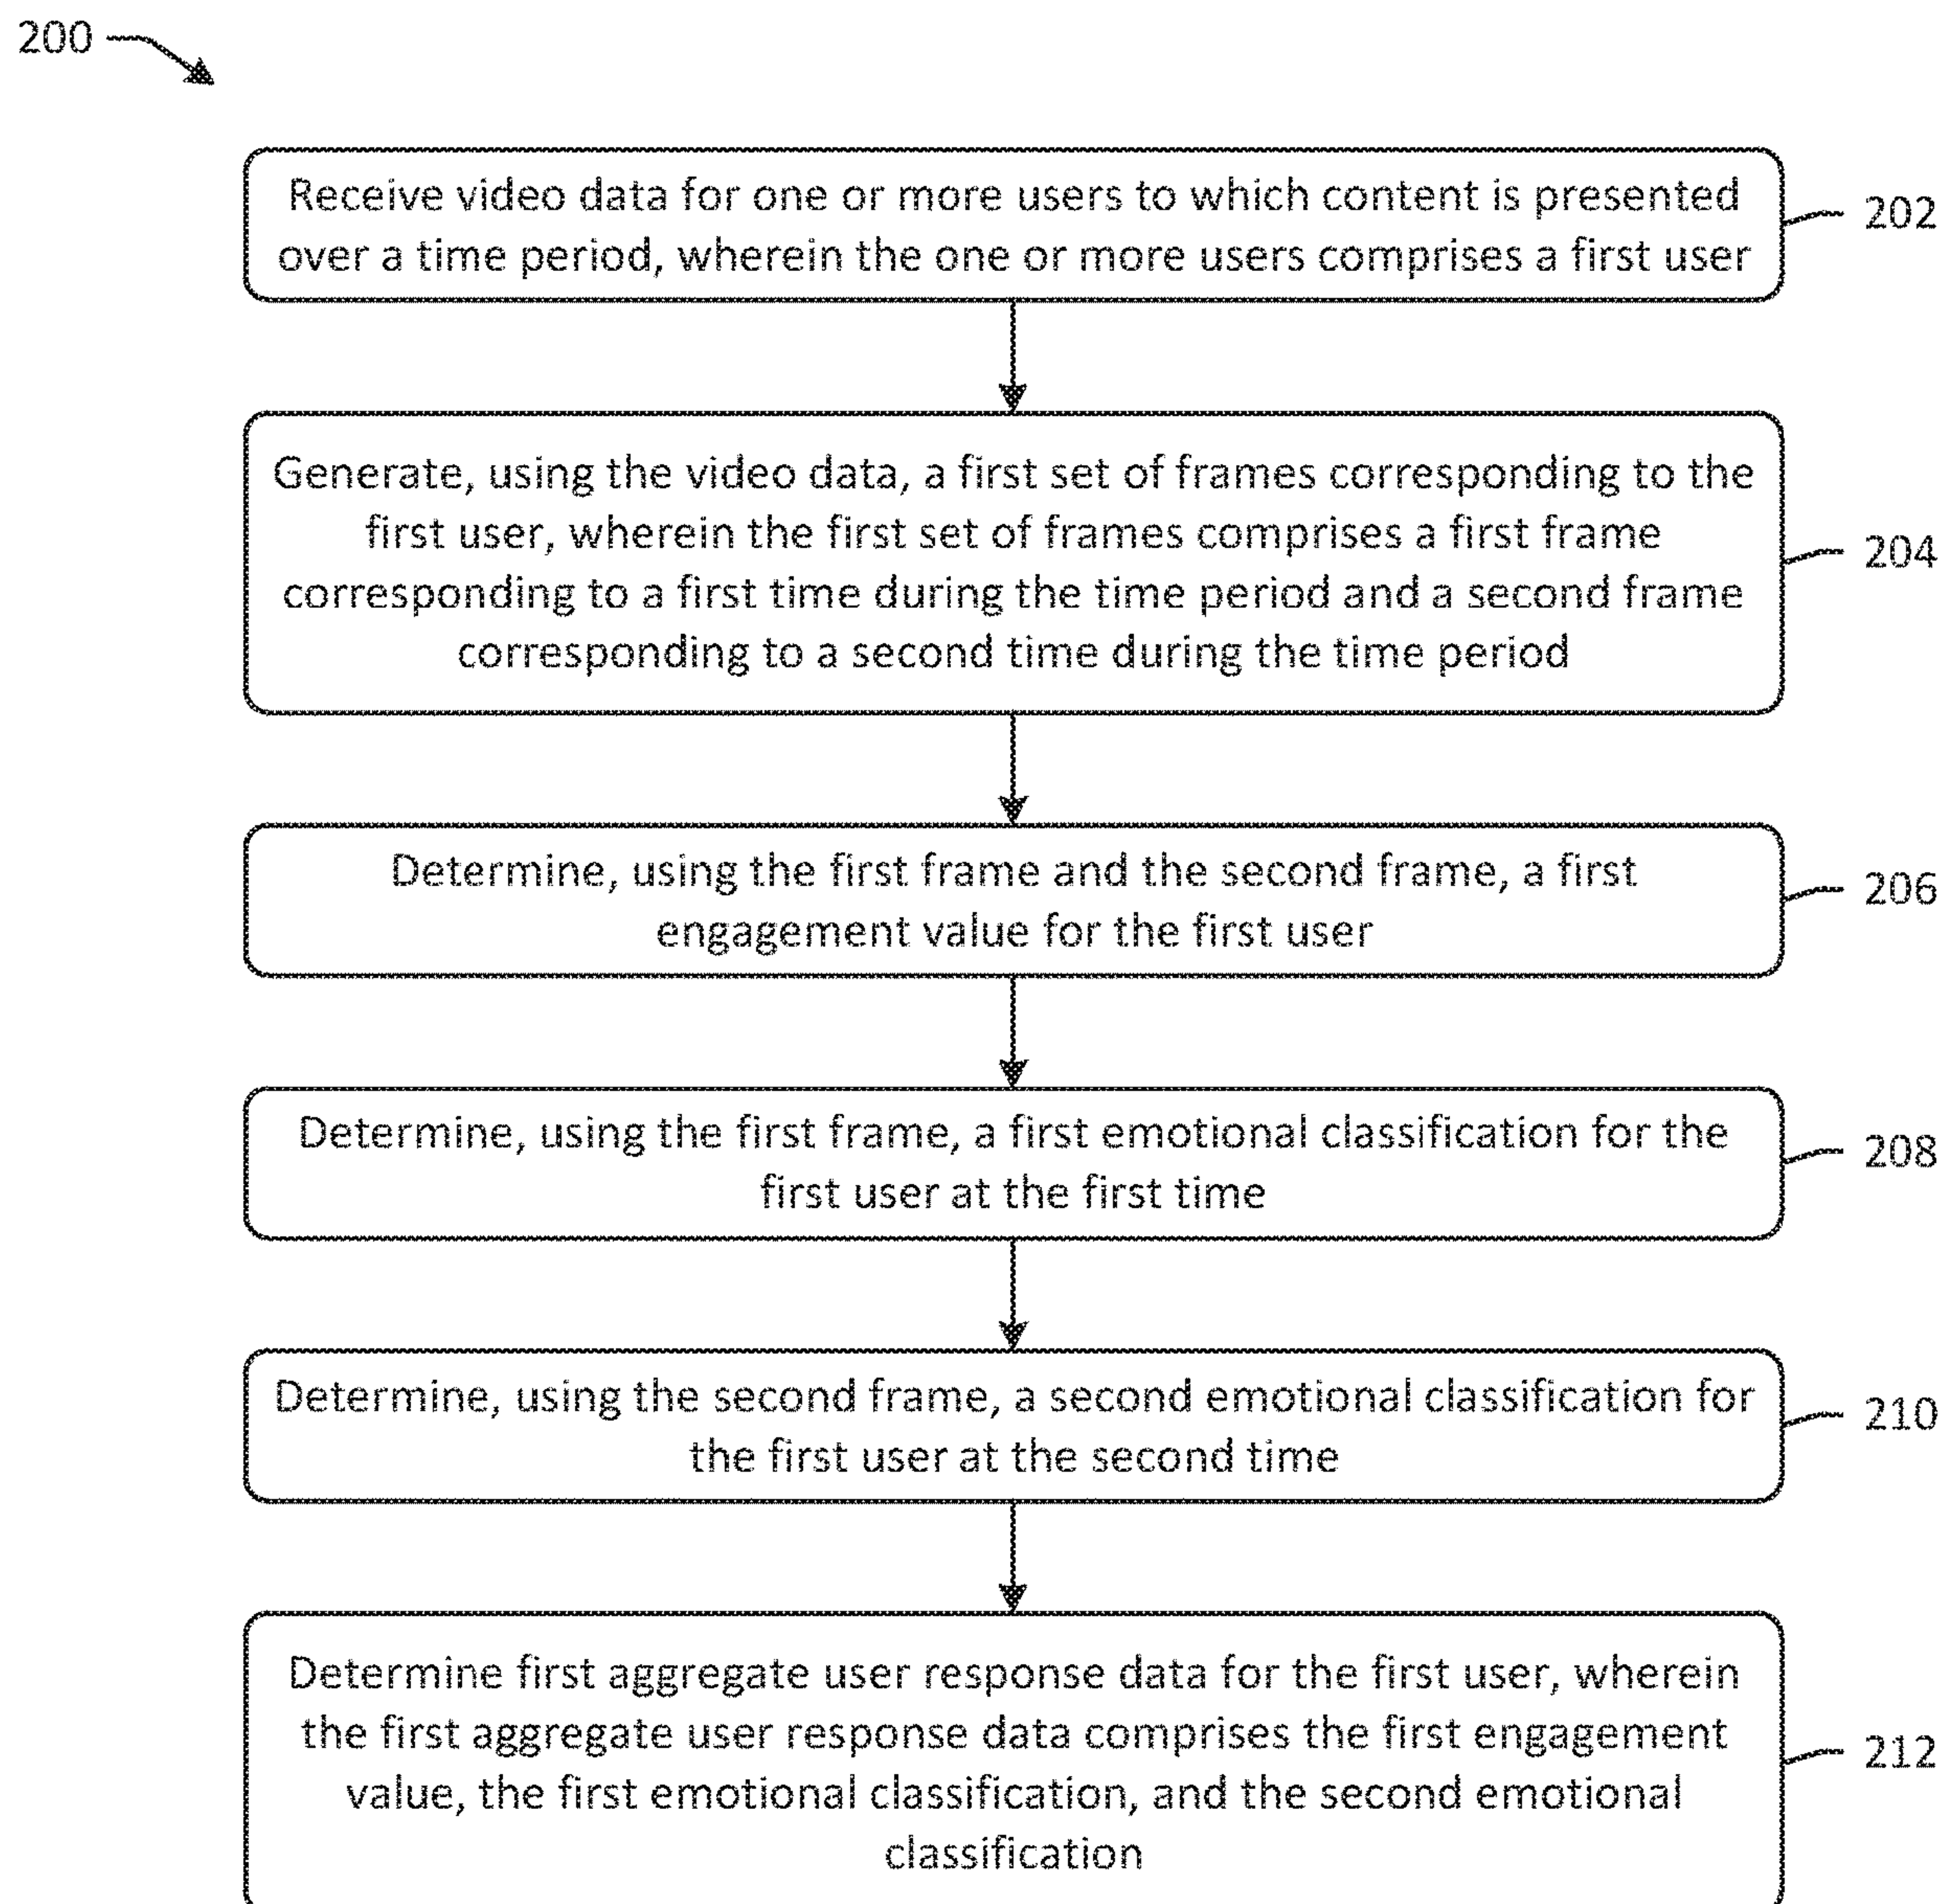 200
Receive video data for one or more users to which content is presented
over a time period, wherein the one or more users comprises a first user
202
Generate, using the video data, a first set of frames corresponding to the
first user, wherein the first set of frames comprises a first frame
corresponding to a first time during the time period and a second frame
corresponding to a second time during the time period
204
Determine, using the first frame and the second frame, a first
engagement value for the first user
206
Determine, using the first frame, a first emotional classification for the
first user at the first time
208
Determine, using the second frame, a second emotional classification for
the first user at the second time
210
Determine first aggregate user response data for the first user, wherein
the first aggregate user response data comprises the first engagement
value, the first emotional classification, and the second emotional
classification
212